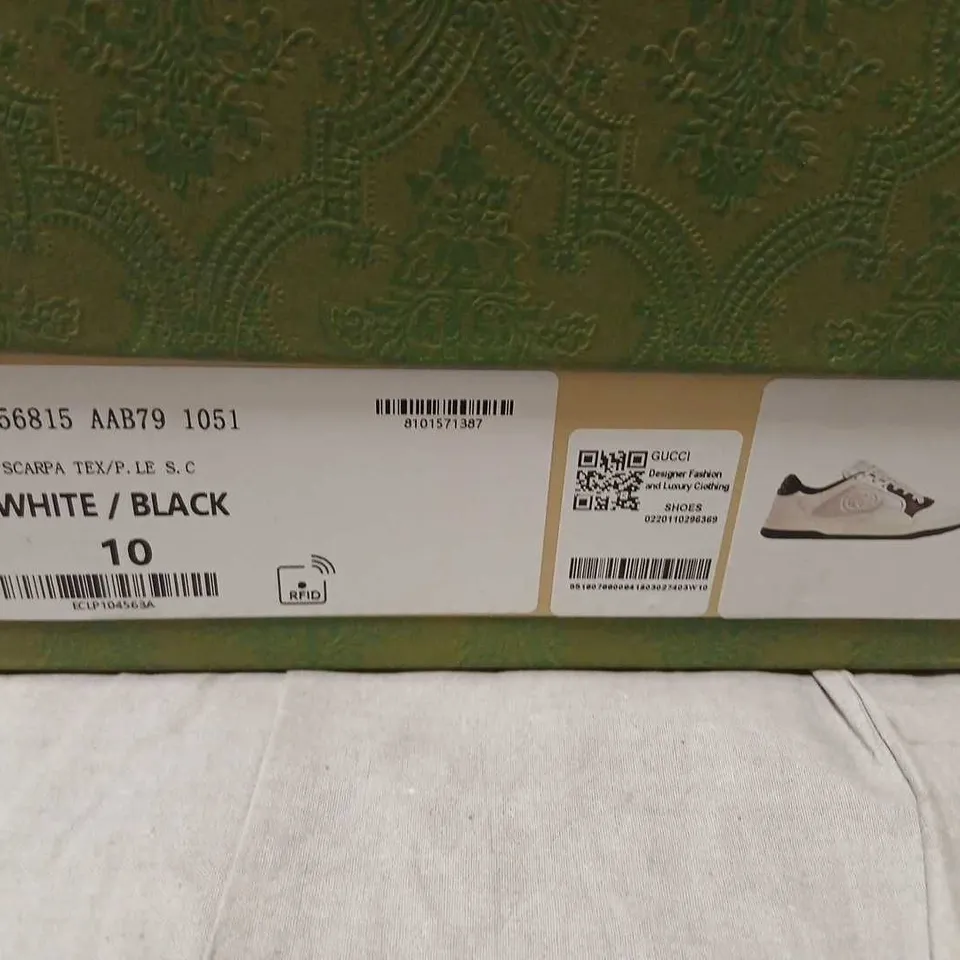 56815 AAB79 1051
SCARPA TEX/P.LE S.C
WHITE / BLACK
10
ECLP104563A
8101571387
RFID
GUCCI
Designer Fashion
and Luxury Clothing
SHOES
0220110296369